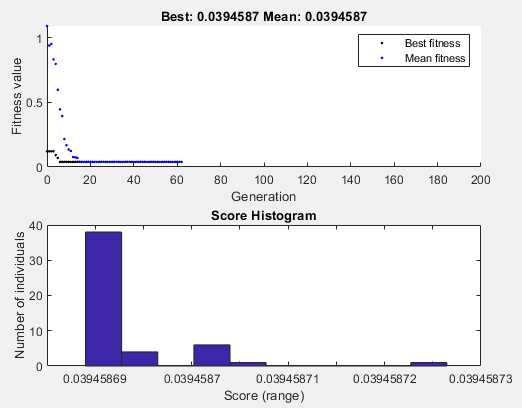 Best: 0.0394587 Mean: 0.0394587
1
0.5
0
Fitness value
Best fitness
Mean fitness
0 20 40 60 80 100 120 140 160 180 200
Generation
Score Histogram
40
30
20
10
0
Number of individuals
0.03945869 0.0394587 0.03945871 0.03945872 0.03945873
Score (range)